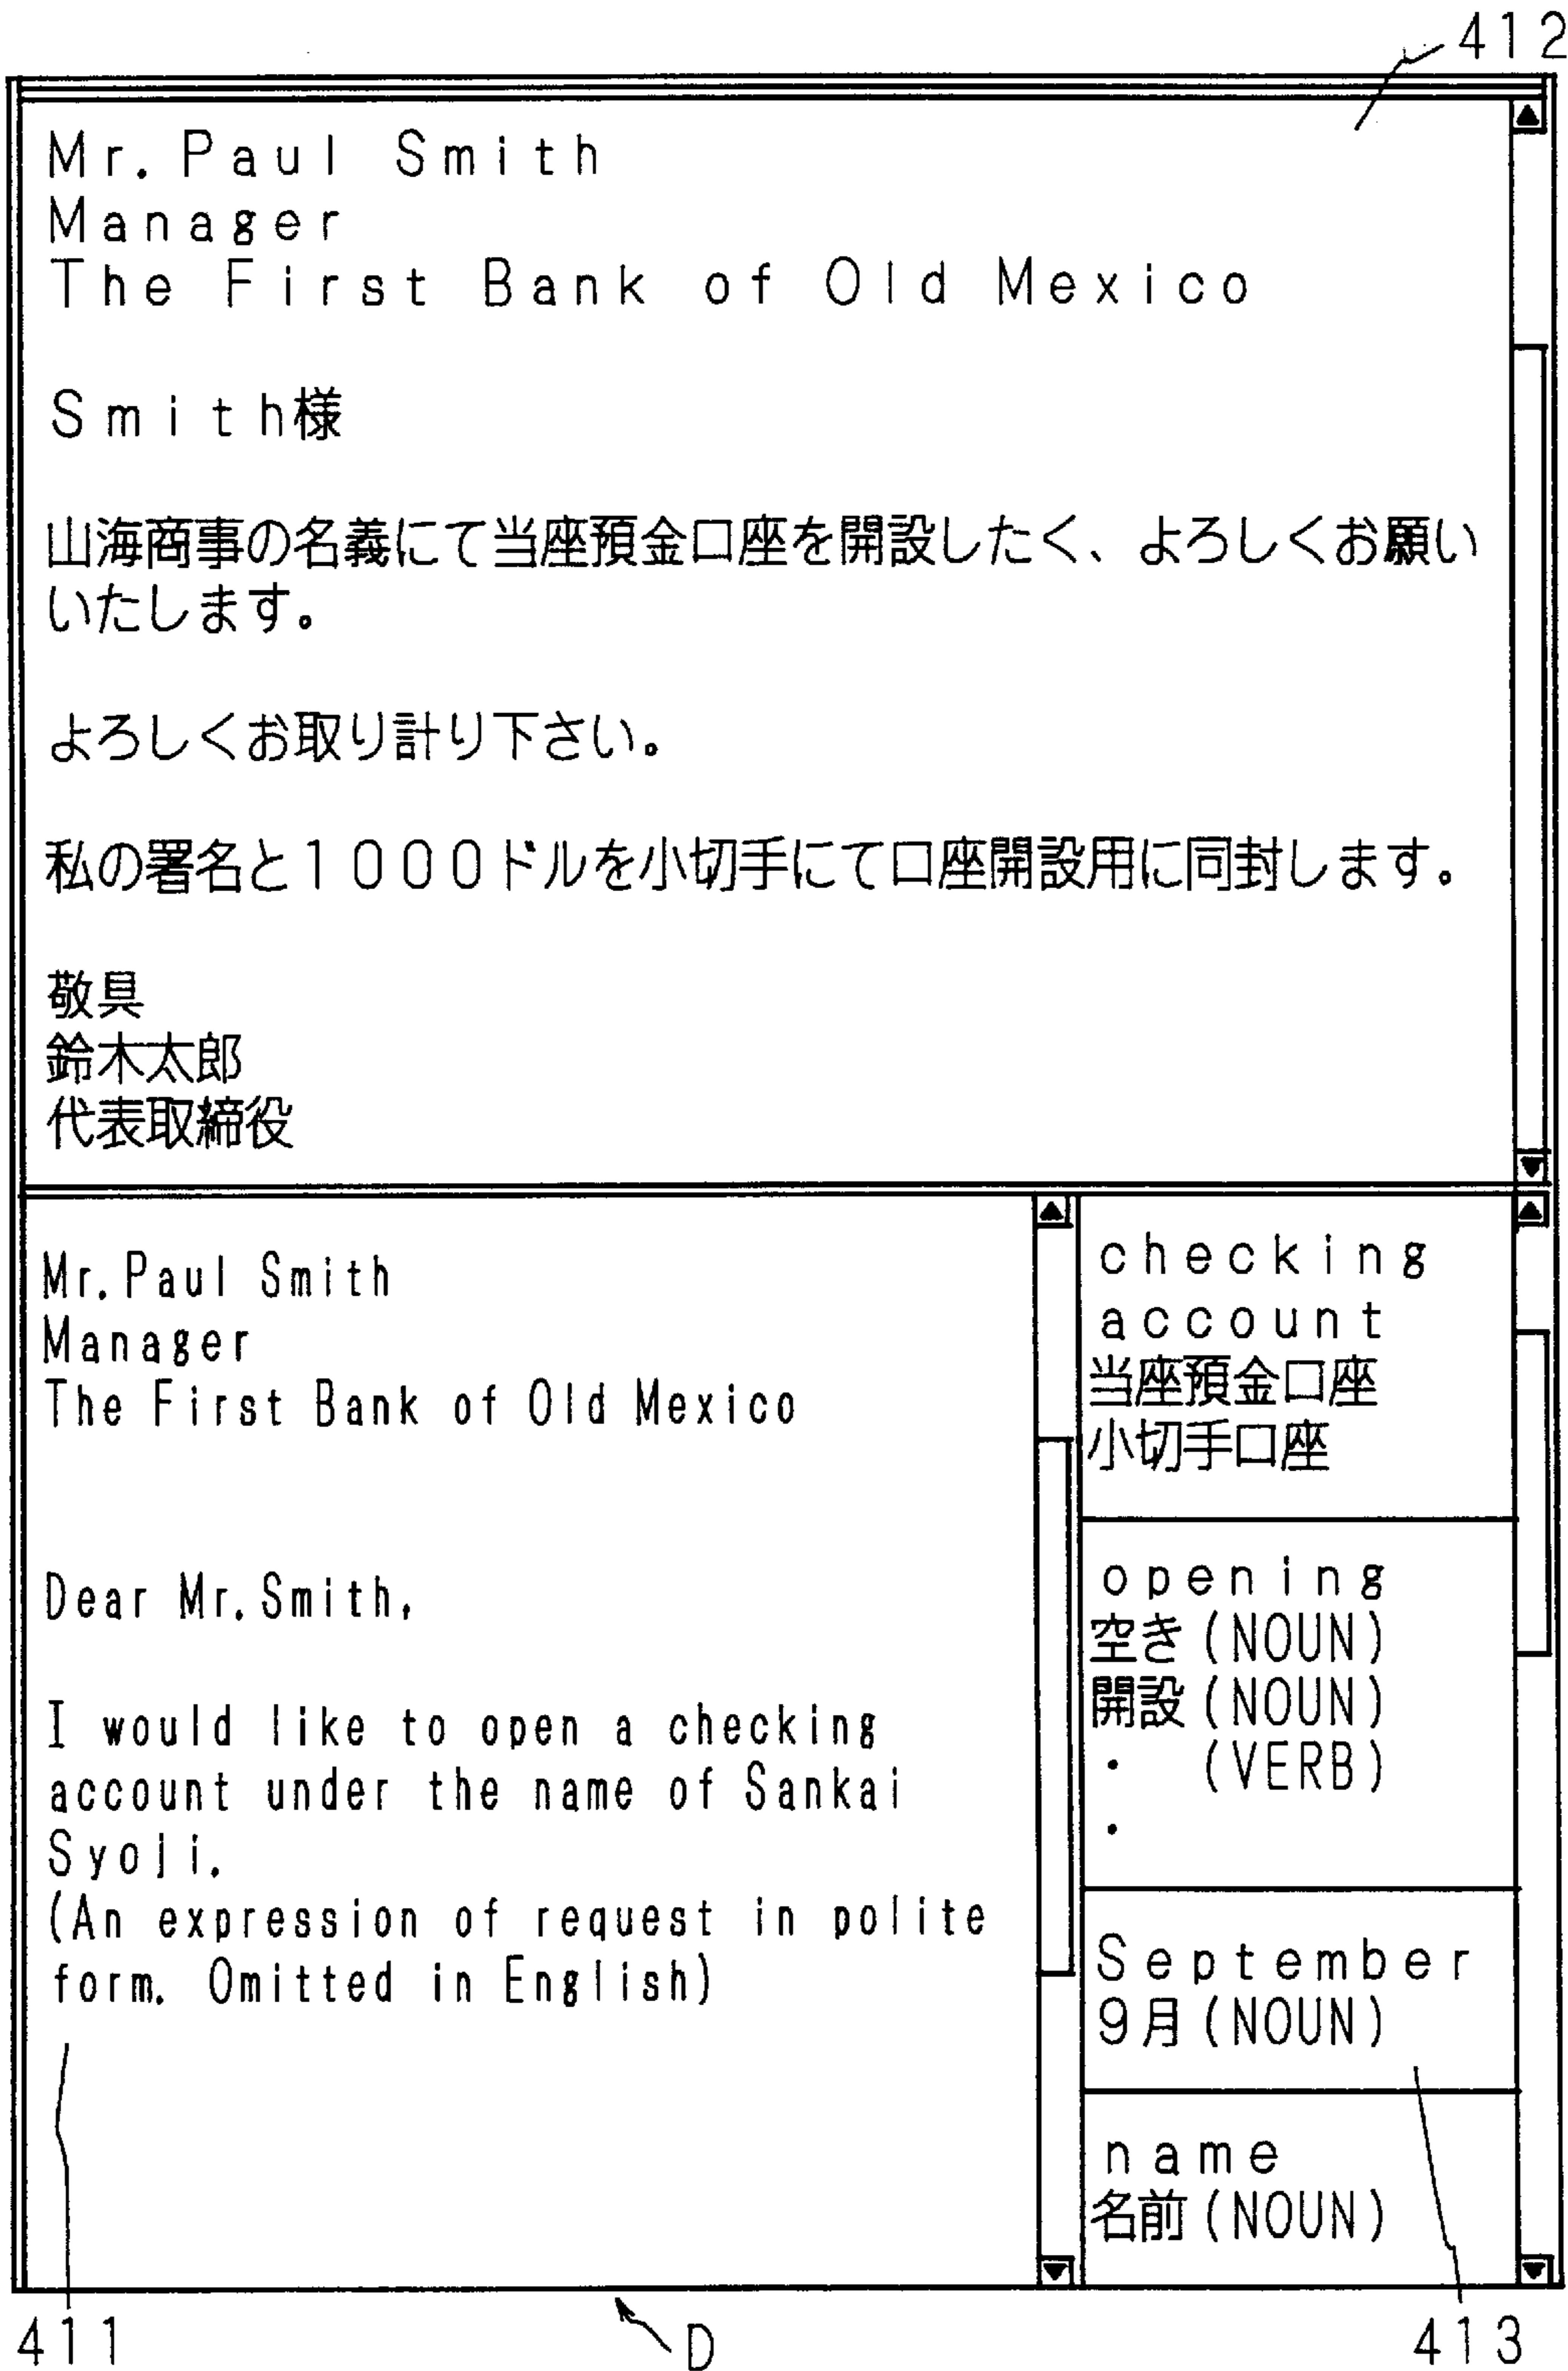 412
Mr. Paul Smith
Manager
The First Bank of Old Mexico
Smith様
山海商事の名義にて当座預金口座を開設したく、よろしくお願い
いたします。
よろしくお取り計り下さい。
私の署名と1000ドルを小切手にて口座開設用に同封します。
敬具
鈴木太郎
代表取締役
Mr. Paul Smith
Manager
The First Bank of Old Mexico
Dear Mr. Smith,
I would like to open a checking
account under the name of Sankai
Syoji.
(An expression of request in polite
form. Omitted in English)
checking
account
当座預金口座
小切手口座
opening
空き(NOUN)
開設(NOUN)
・ (VERB)
・
September
9月(NOUN)
name
名前(NOUN)
411
D
413